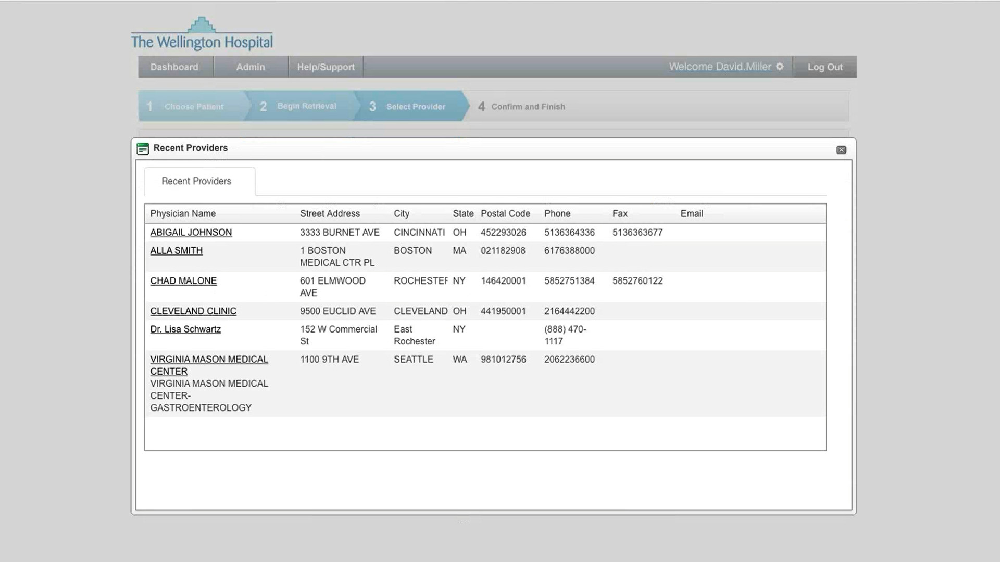 The Wellington Hospital
Dashboard Admin Help/Support Welcome David.Miller Log Out
1 Choose Patient 2 Begin Retrieval 3 Select Provider 4 Confirm and Finish
Recent Providers
Recent Providers
Physician Name Street Address City State Postal Code Phone Fax Email
ABIGAIL JOHNSON 3333 BURNET AVE CINCINNATI OH 452293026 5136364336 5136363677
ALLA SMITH 1 BOSTON BOSTON MA 021182908 6176388000
MEDICAL CTR PL
CHAD MALONE 601 ELMWOOD ROCHESTER NY 146420001 5852751384 5852760122
AVE
CLEVELAND CLINIC 9500 EUCLID AVE CLEVELAND OH 441950001 2164442200
Dr. Lisa Schwartz 152 W Commercial East NY (888) 470-
St Rochester 1117
VIRGINIA MASON MEDICAL 1100 9TH AVE SEATTLE WA 981012756 2062236600
CENTER
VIRGINIA MASON MEDICAL
CENTER-
GASTROENTEROLOGY